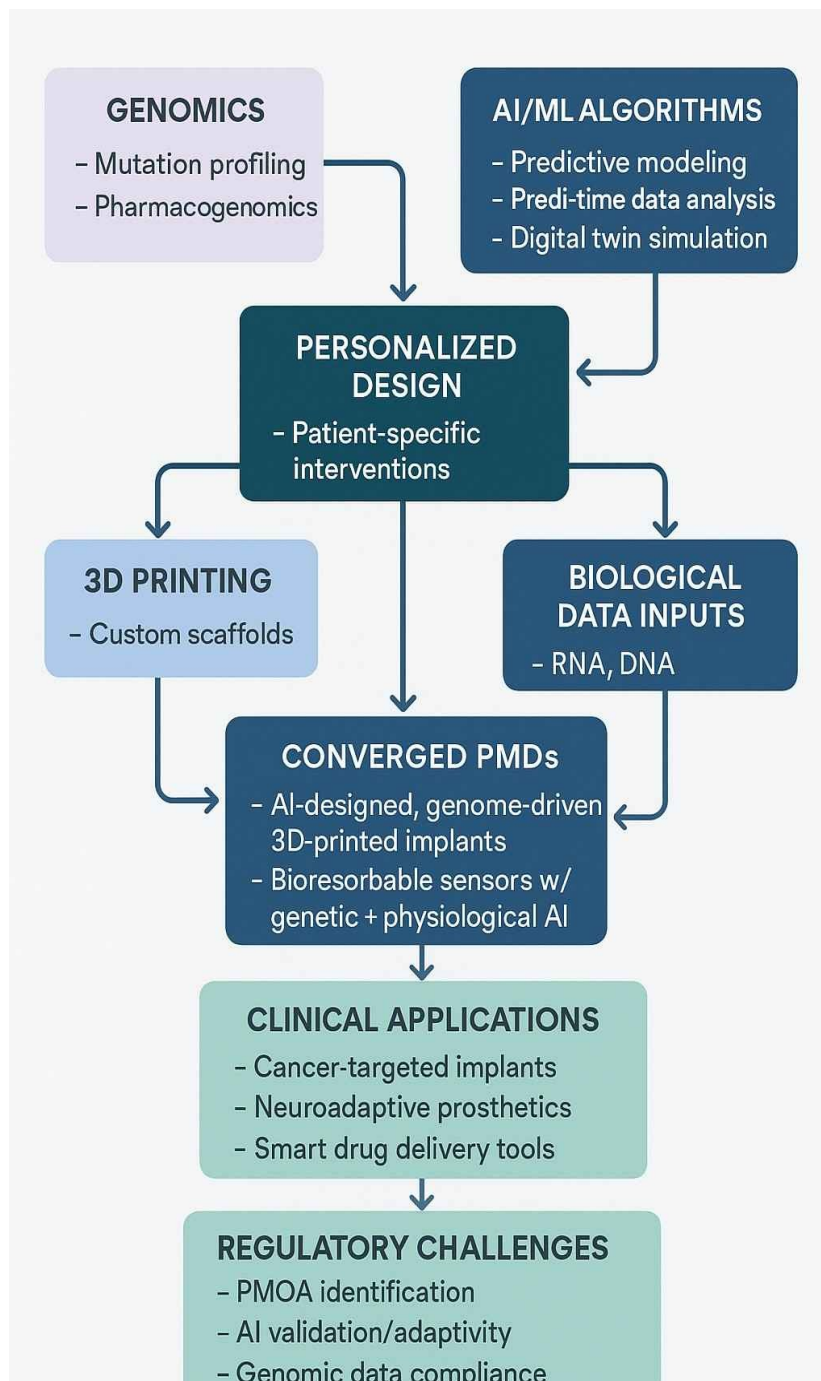 GENOMICS
– Mutation profiling
– Pharmacogenomics
AI/ML ALGORITHMS
– Predictive modeling
– Predi-time data analysis
– Digital twin simulation
PERSONALIZED
DESIGN
– Patient-specific
interventions
3D PRINTING
– Custom scaffolds
BIOLOGICAL
DATA INPUTS
– RNA, DNA
CONVERGED PMDs
– AI-designed, genome-driven
3D-printed implants
– Bioresorbable sensors w/
genetic + physiological AI
CLINICAL APPLICATIONS
– Cancer-targeted implants
– Neuroadaptive prosthetics
– Smart drug delivery tools
REGULATORY CHALLENGES
– PMOA identification
– AI validation/adaptivity
– Genomic data compliance